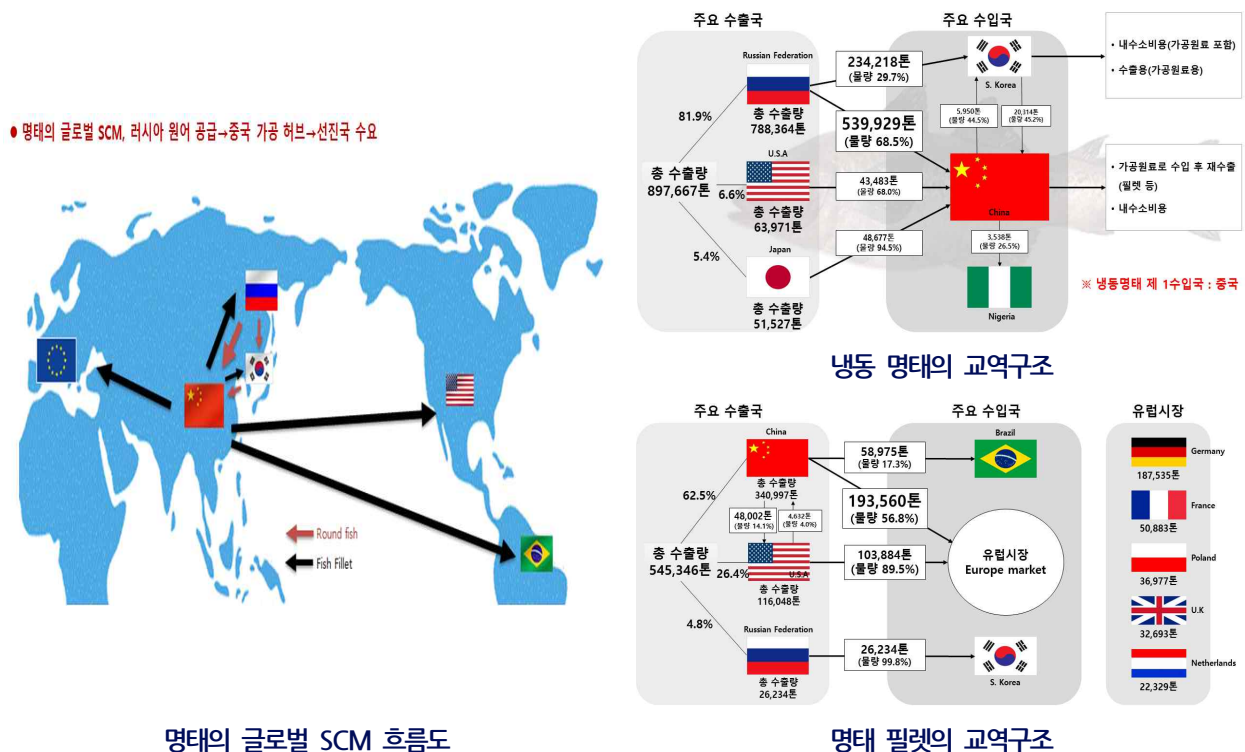 ● 명태의 글로벌 SCM, 러시아 원어 공급→중국 가공 허브→선진국 수요
Round fish
Fish Fillet
명태의 글로벌 SCM 흐름도
주요 수출국
주요 수입국
Russian Federation
총 수출량
788,364톤
234,218톤
(물량 29.7%)
S. Korea
• 내수소비용(가공원료 포함)
• 수출용(가공원료용)
81.9%
539,929톤
(물량 68.5%)
5,950톤
(물량 44.5%)
20,314톤
(물량 45.2%)
총 수출량
897,667톤
6.6%
U.S.A
총 수출량
63,971톤
43,483톤
(물량 68.0%)
China
• 가공원료로 수입 후 재수출
(필렛 등)
• 내수소비용
5.4%
Japan
총 수출량
51,527톤
48,677톤
(물량 94.5%)
3,538톤
(물량 26.5%)
Nigeria
※ 냉동명태 제 1수입국 : 중국
냉동 명태의 교역구조
주요 수출국
주요 수입국
유럽시장
China
총 수출량
340,997톤
58,975톤
(물량 17.3%)
Brazil
62.5%
193,560톤
(물량 56.8%)
48,002톤
(물량 14.1%)
4,632톤
(물량 4.0%)
총 수출량
545,346톤
26.4%
U.S.A
총 수출량
116,048톤
103,884톤
(물량 89.5%)
유럽시장
Europe market
4.8%
Russian Federation
총 수출량
26,234톤
26,234톤
(물량 99.8%)
S. Korea
Germany
187,535톤
France
50,883톤
Poland
36,977톤
U.K
32,693톤
Netherlands
22,329톤
명태 필렛의 교역구조